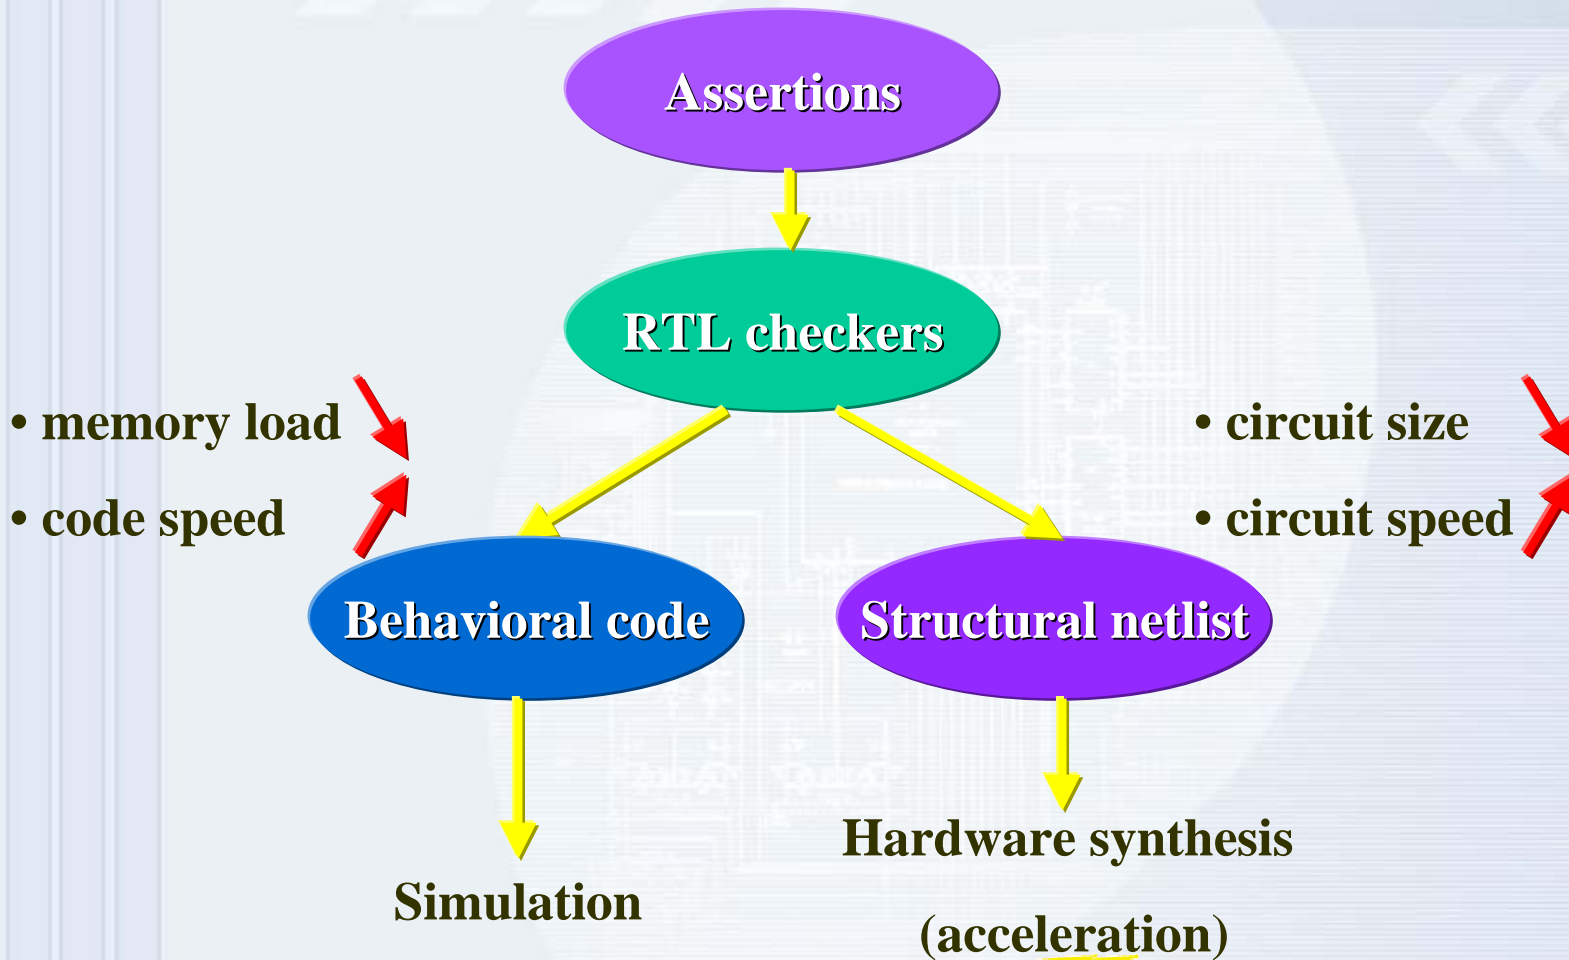 Assertions
RTL checkers
• memory load
• code speed
• circuit size
• circuit speed
Behavioral code
Structural netlist
Simulation
Hardware synthesis
(acceleration)